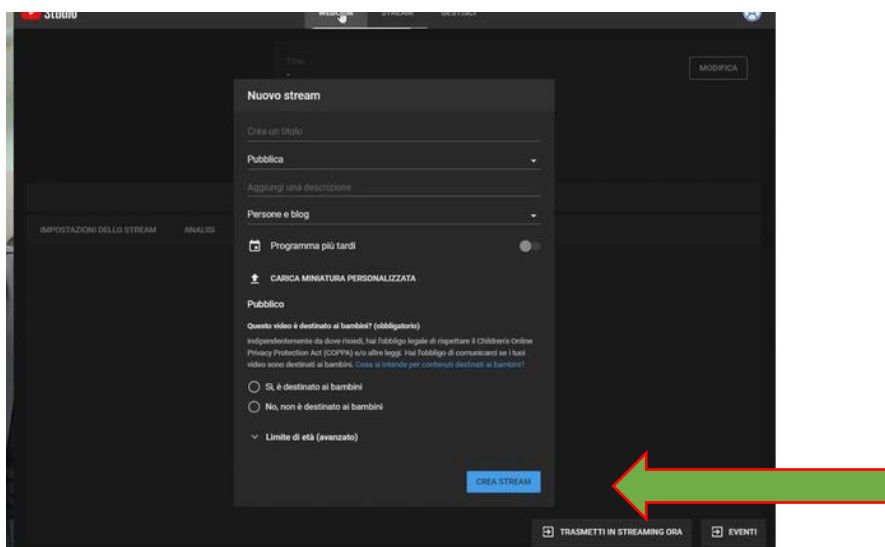 Studio
WEBCAM STREAM GESTISCI
Titolo
-
MODIFICA
Nuovo stream
Crea un titolo
Pubblica
Aggiungi una descrizione
Persone e blog
IMPOSTAZIONI DELLO STREAM ANALISI
Programma più tardi
CARICA MINIATURA PERSONALIZZATA
Pubblico
Questo video è destinato ai bambini? (obbligatorio)
Indipendentemente da dove risiedi, hai l'obbligo legale di rispettare il Children's Online
Privacy Protection Act (COPPA) e/o altre leggi. Hai l'obbligo di comunicarci se i tuoi
video sono destinati ai bambini. Cosa si intende per contenuti destinati ai bambini?
Sì, è destinato ai bambini
No, non è destinato ai bambini
Limite di età (avanzato)
CREA STREAM
TRASMETTI IN STREAMING ORA EVENTI